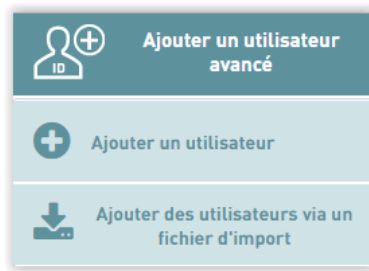 Ajouter un utilisateur
avancé
ID
Ajouter un utilisateur
Ajouter des utilisateurs via un
fichier d'import